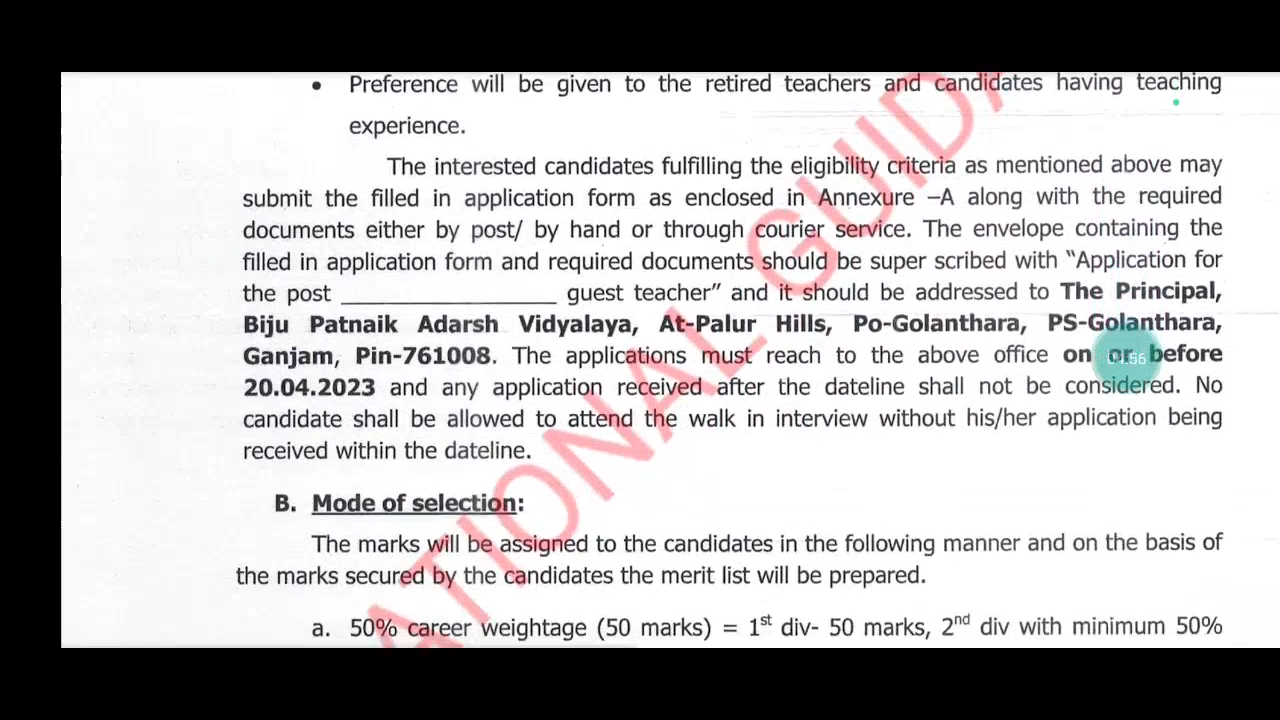 • Preference will be given to the retired teachers and candidates having teaching
experience.
The interested candidates fulfilling the eligibility criteria as mentioned above may
submit the filled in application form as enclosed in Annexure –A along with the required
documents either by post/ by hand or through courier service. The envelope containing the
filled in application form and required documents should be super scribed with “Application for
the post ________________ guest teacher” and it should be addressed to The Principal,
Biju Patnaik Adarsh Vidyalaya, At-Palur Hills, Po-Golanthara, PS-Golanthara,
Ganjam, Pin-761008. The applications must reach to the above office on or before
20.04.2023 and any application received after the dateline shall not be considered. No
candidate shall be allowed to attend the walk in interview without his/her application being
received within the dateline.
B. Mode of selection:
The marks will be assigned to the candidates in the following manner and on the basis of
the marks secured by the candidates the merit list will be prepared.
a. 50% career weightage (50 marks) = 1st div- 50 marks, 2nd div with minimum 50%
ATIONAL GUIDA